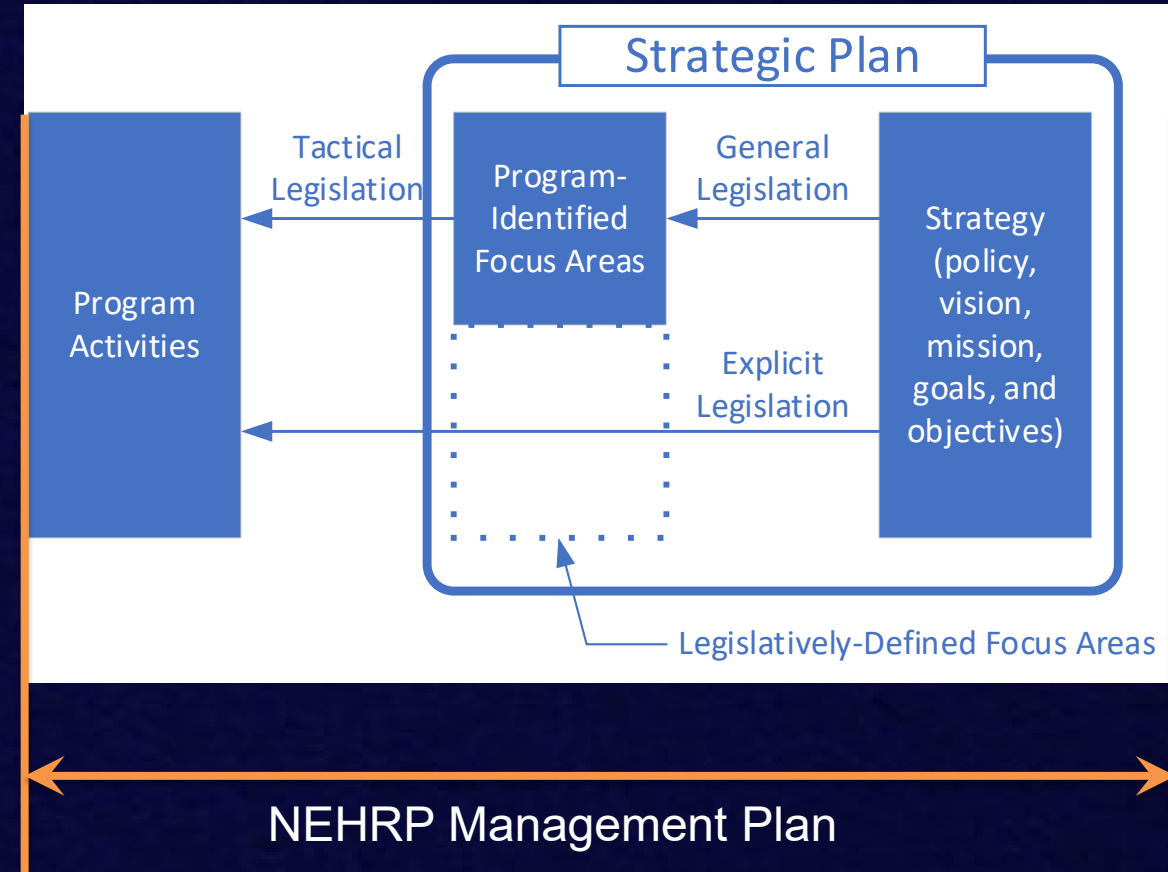 Strategic Plan
Tactical
Legislation
General
Legislation
Program-
Identified
Focus Areas
Strategy
(policy,
vision,
mission,
goals, and
objectives)
Program
Activities
Explicit
Legislation
Legislatively-Defined Focus Areas
NEHRP Management Plan